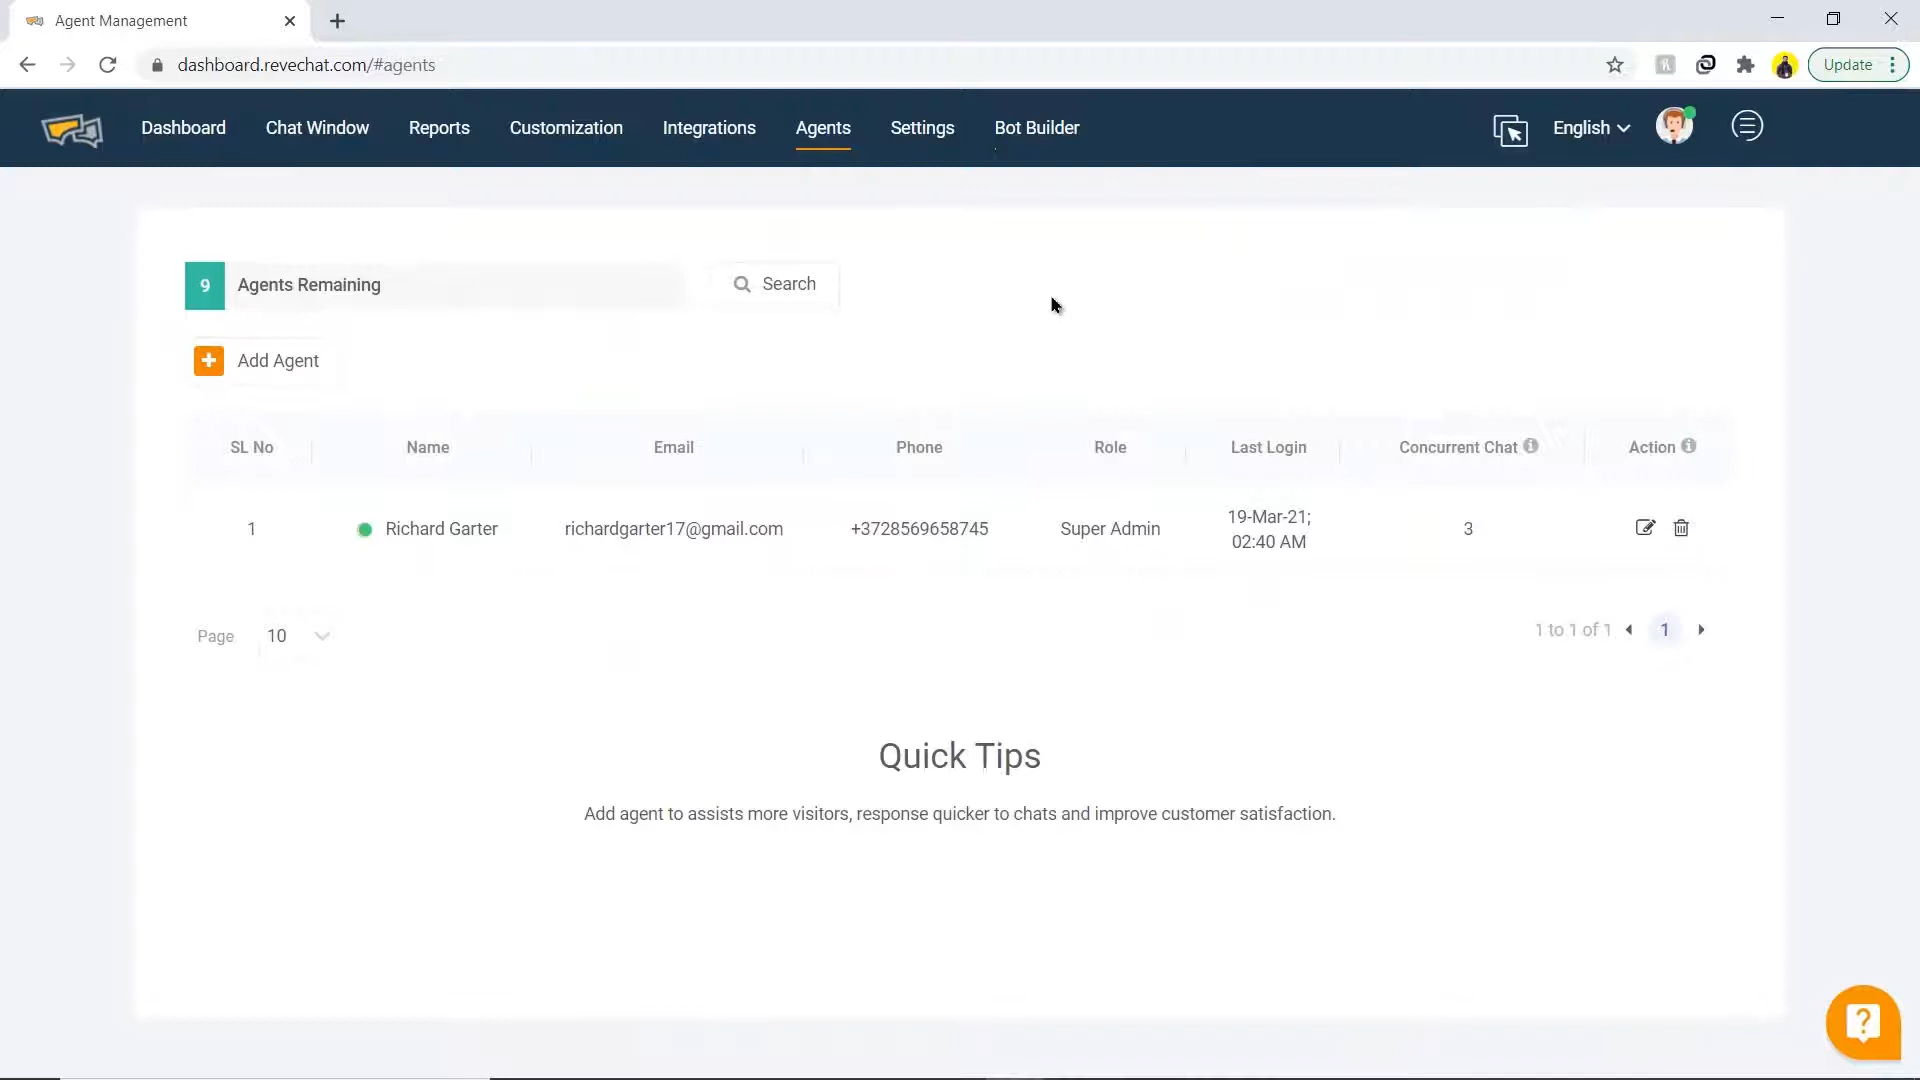 Agent Management
dashboard.revechat.com/#agents
Update
Dashboard
Chat Window
Reports
Customization
Integrations
Agents
Settings
Bot Builder
English
9 Agents Remaining
Search
Add Agent
SL No Name Email Phone Role Last Login Concurrent Chat Action
1 Richard Garter richardgarter17@gmail.com +3728569658745 Super Admin 19-Mar-21; 3
02:40 AM
Page 10
1 to 1 of 1 1
Quick Tips
Add agent to assists more visitors, response quicker to chats and improve customer satisfaction.